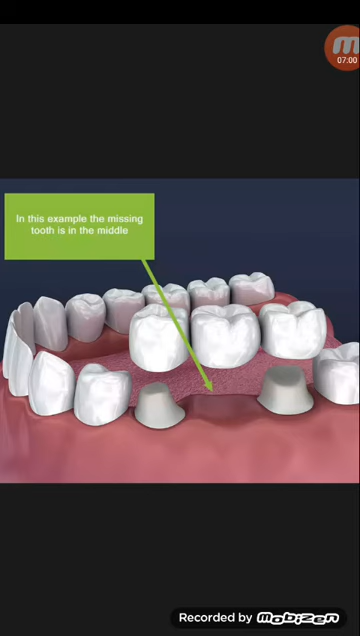 07:00
In this example the missing
tooth is in the middle
Recorded by Mobizen